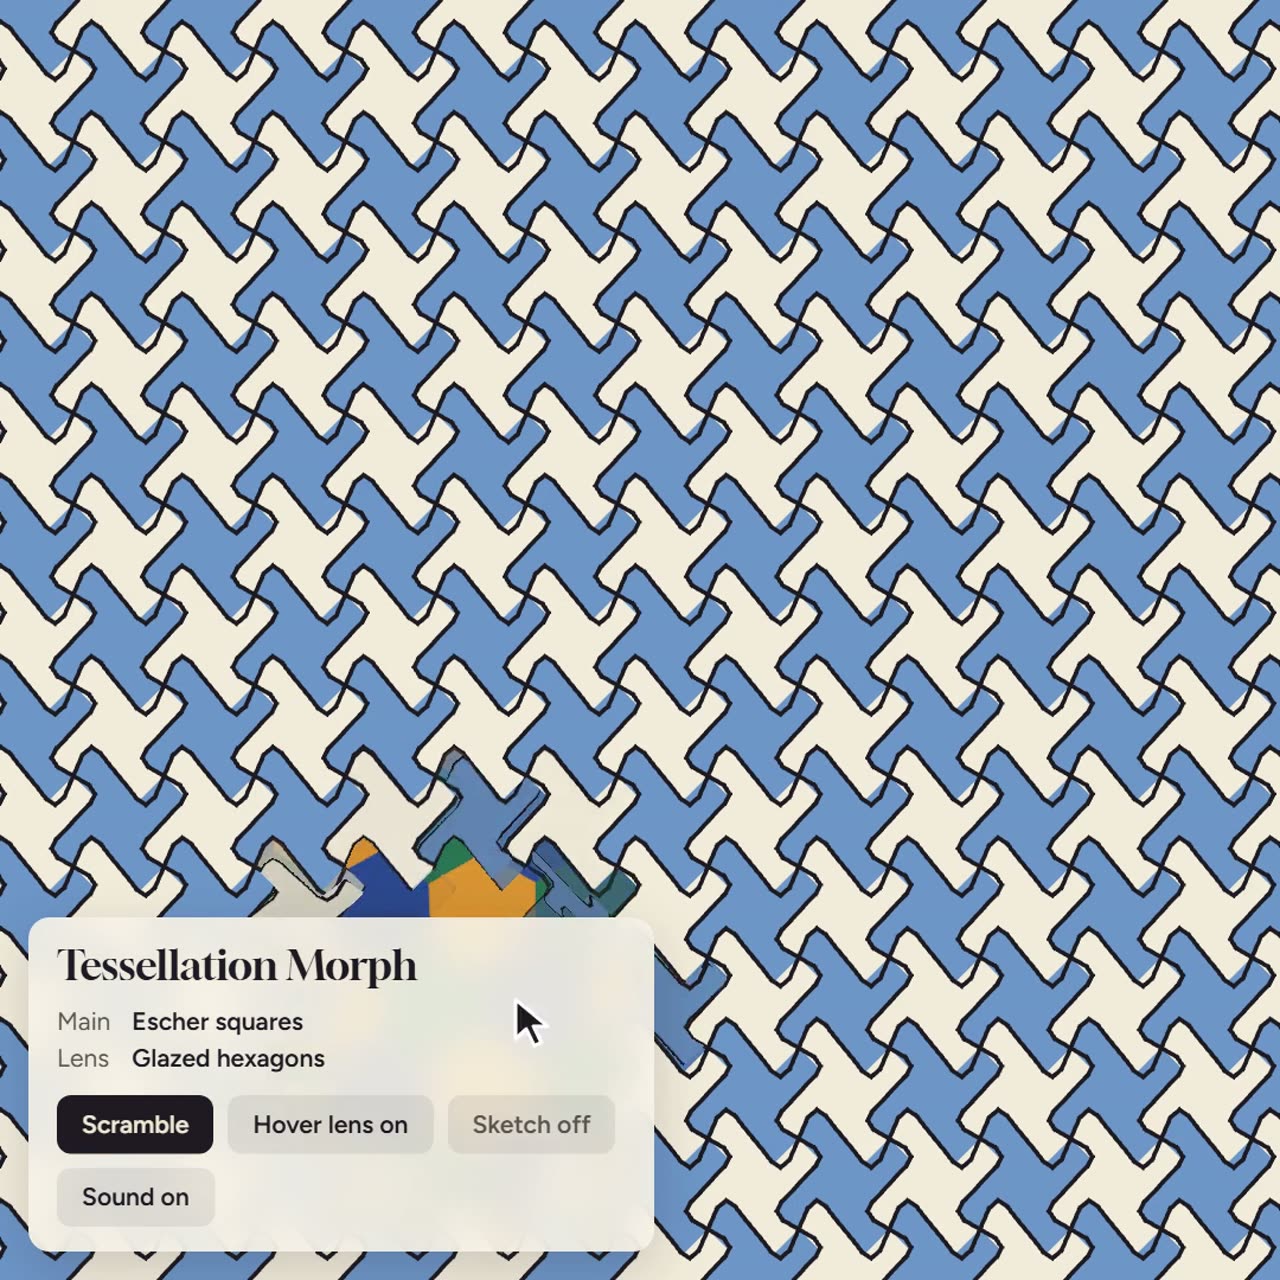 Tessellation Morph
Main Escher squares
Lens Glazed hexagons
Scramble Hover lens on Sketch off
Sound on